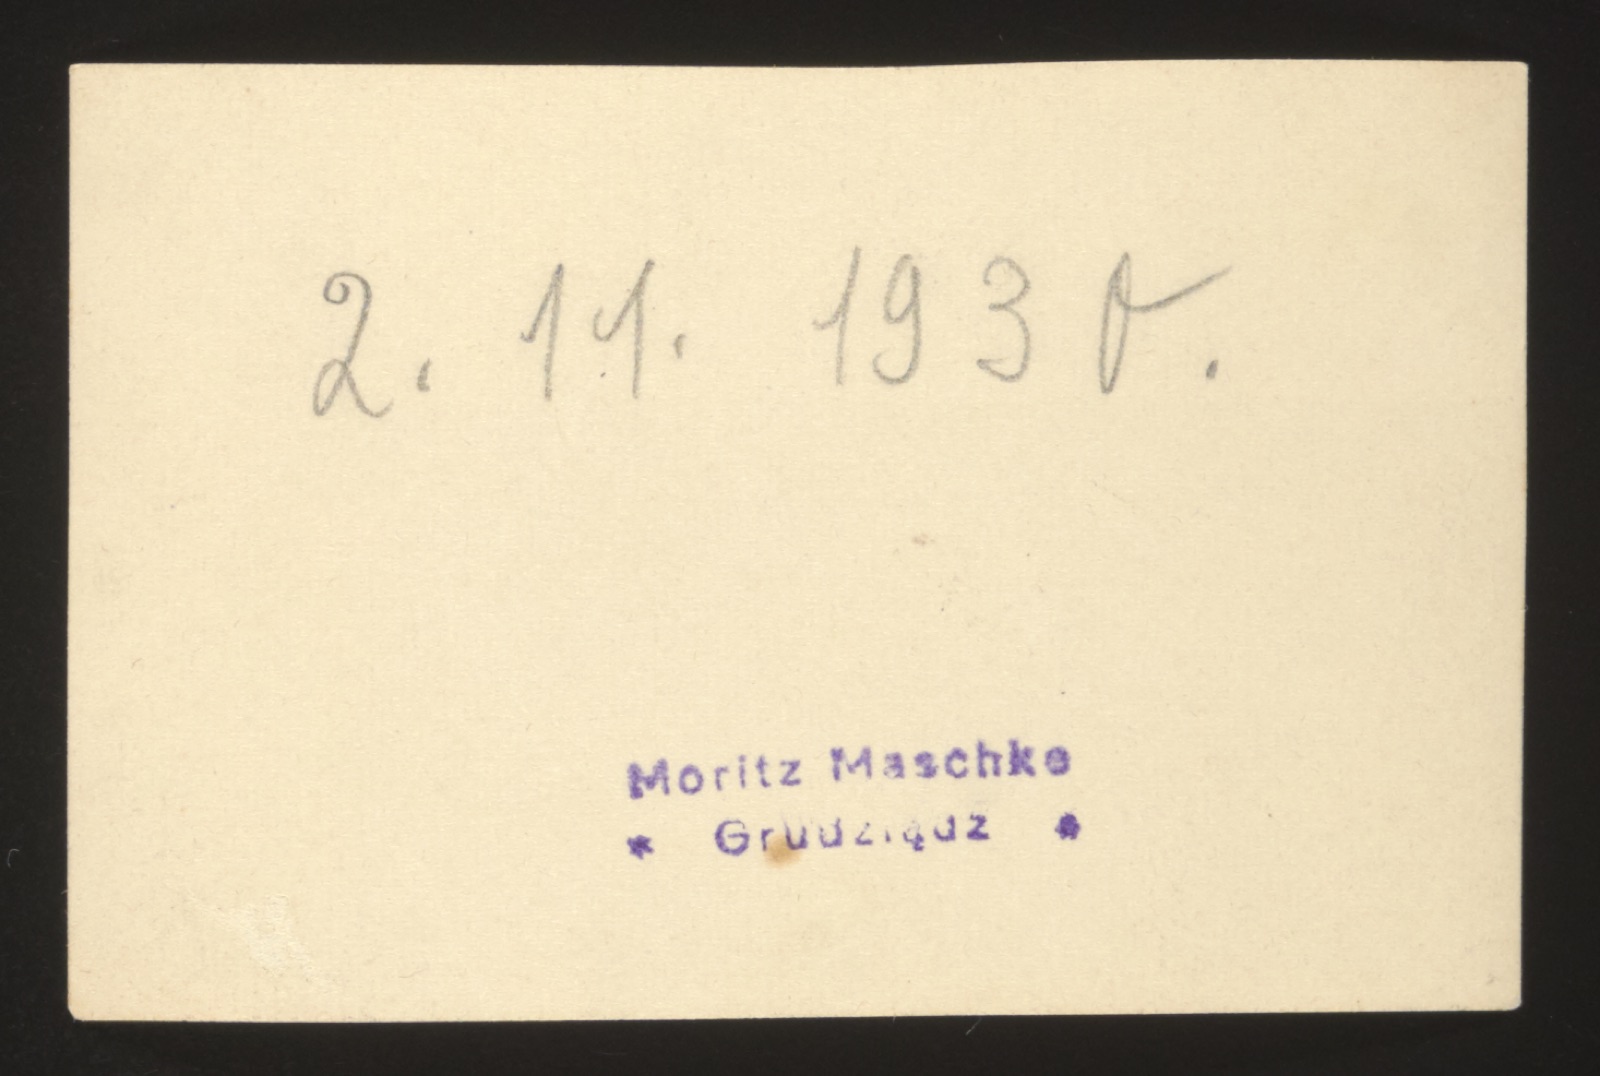 2. 11. 1930.
Moritz Maschke
* Grudziądz *